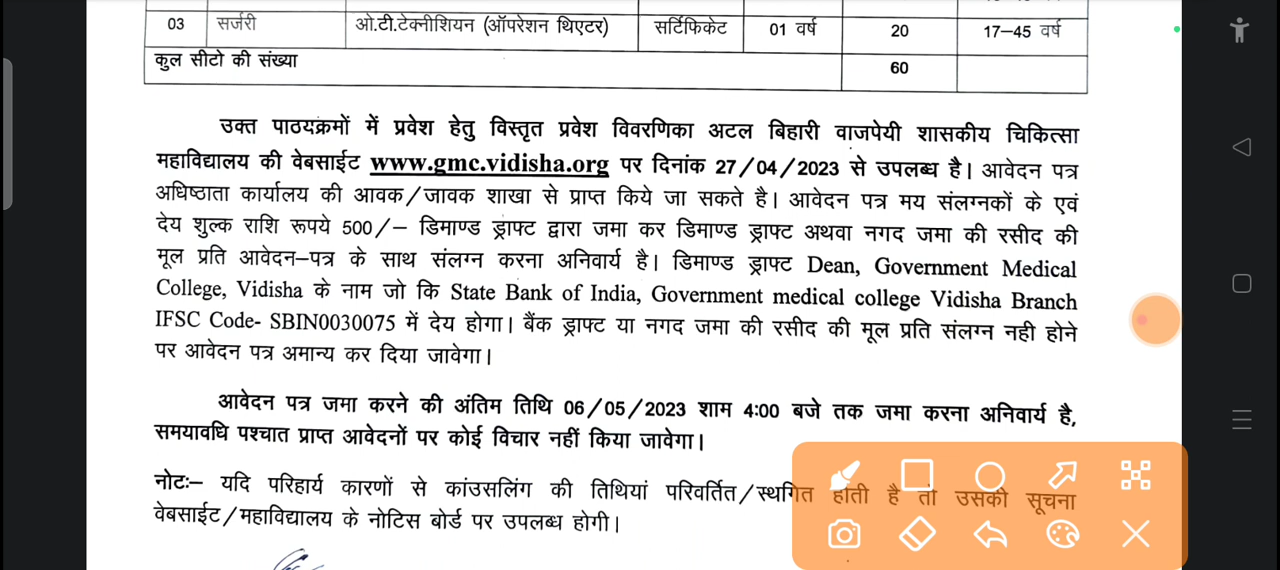 03 सर्जरी ओ.टी.टेक्नीशियन (ऑपरेशन थिएटर) सर्टिफिकेट 01 वर्ष 20 17–45 वर्ष
कुल सीटो की संख्या 60
उक्त पाठयक्रमों में प्रवेश हेतु विस्तृत प्रवेश विवरणिका अटल बिहारी वाजपेयी शासकीय चिकित्सा
महाविद्यालय की वेबसाईट www.gmc.vidisha.org पर दिनांक 27/04/2023 से उपलब्ध है। आवेदन पत्र
अधिष्ठाता कार्यालय की आवक/जावक शाखा से प्राप्त किये जा सकते है। आवेदन पत्र मय संलग्नकों के एवं
देय शुल्क राशि रूपये 500/– डिमाण्ड ड्राफ्ट द्वारा जमा कर डिमाण्ड ड्राफ्ट अथवा नगद जमा की रसीद की
मूल प्रति आवेदन–पत्र के साथ संलग्न करना अनिवार्य है। डिमाण्ड ड्राफ्ट Dean, Government Medical
College, Vidisha के नाम जो कि State Bank of India, Government medical college Vidisha Branch
IFSC Code- SBIN0030075 में देय होगा। बैंक ड्राफ्ट या नगद जमा की रसीद की मूल प्रति संलग्न नही होने
पर आवेदन पत्र अमान्य कर दिया जावेगा।
आवेदन पत्र जमा करने की अंतिम तिथि 06/05/2023 शाम 4:00 बजे तक जमा करना अनिवार्य है,
समयावधि पश्चात प्राप्त आवेदनों पर कोई विचार नहीं किया जावेगा।
नोटः– यदि परिहार्य कारणों से कांउसलिंग की तिथियां परिवर्तित/स्थगित होती है तो उसकी सूचना
वेबसाईट/महाविद्यालय के नोटिस बोर्ड पर उपलब्ध होगी।